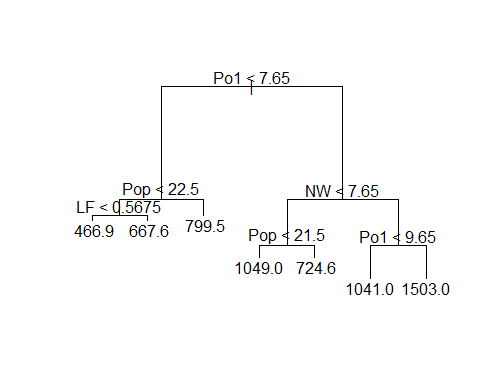 Po1 < 7.65
Pop < 22.5
NW < 7.65
LF < 0.5675
466.9 667.6 799.5
Pop < 21.5
Po1 < 9.65
1049.0 724.6
1041.0 1503.0